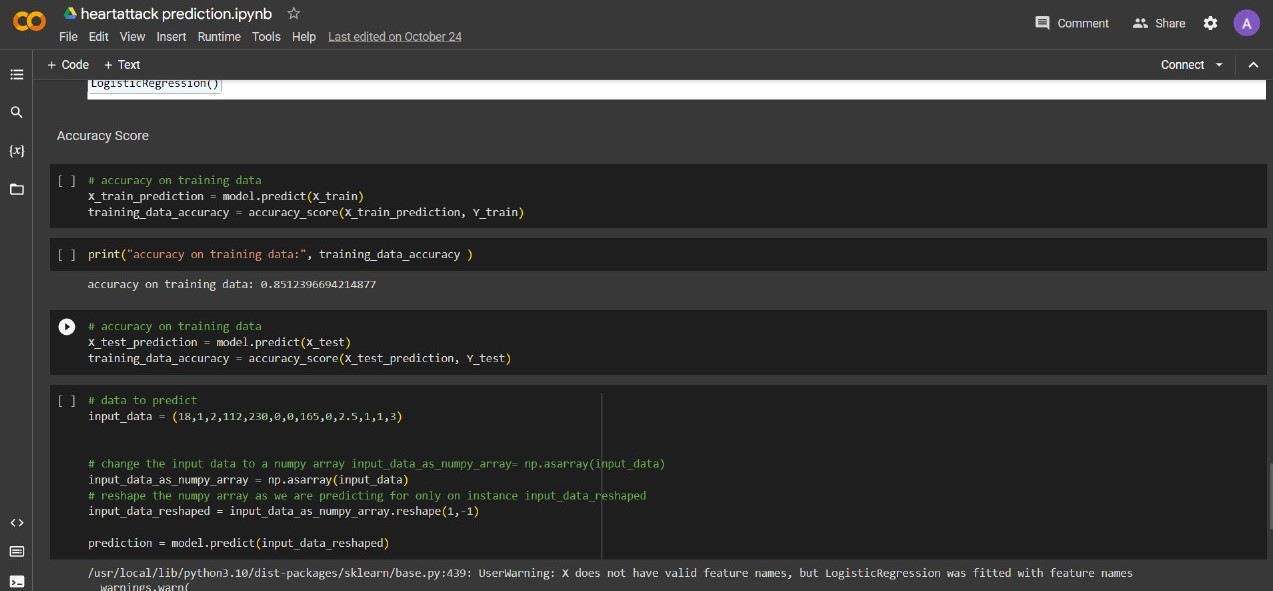 heartattack prediction.ipynb
Comment Share A
File Edit View Insert Runtime Tools Help Last edited on October 24
+ Code + Text Connect
LogisticRegression()
Accuracy Score
{x}
[ ] # accuracy on training data
X_train_prediction = model.predict(X_train)
training_data_accuracy = accuracy_score(X_train_prediction, Y_train)
[ ] print("accuracy on training data:", training_data_accuracy )
accuracy on training data: 0.8512396694214877
# accuracy on training data
X_test_prediction = model.predict(X_test)
training_data_accuracy = accuracy_score(X_test_prediction, Y_test)
[ ] # data to predict
input_data = (18,1,2,112,230,0,0,165,0,2.5,1,1,3)
# change the input data to a numpy array input_data_as_numpy_array= np.asarray(input_data)
input_data_as_numpy_array = np.asarray(input_data)
# reshape the numpy array as we are predicting for only on instance input_data_reshaped
input_data_reshaped = input_data_as_numpy_array.reshape(1,-1)
prediction = model.predict(input_data_reshaped)
/usr/local/lib/python3.10/dist-packages/sklearn/base.py:439: UserWarning: X does not have valid feature names, but LogisticRegression was fitted with feature names
warnings.warn(